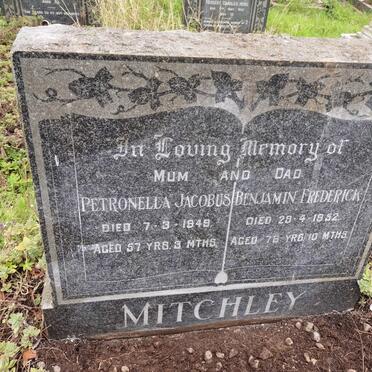 In Loving Memory of
MUM AND DAD
PETRONELLA JACOBUS
DIED 7-3-1949
AGED 57 YRS. 3 MTHS.
BENJAMIN FREDERICK
DIED 29-4-1952
AGED 76 YRS 10 MTHS.
MITCHLEY